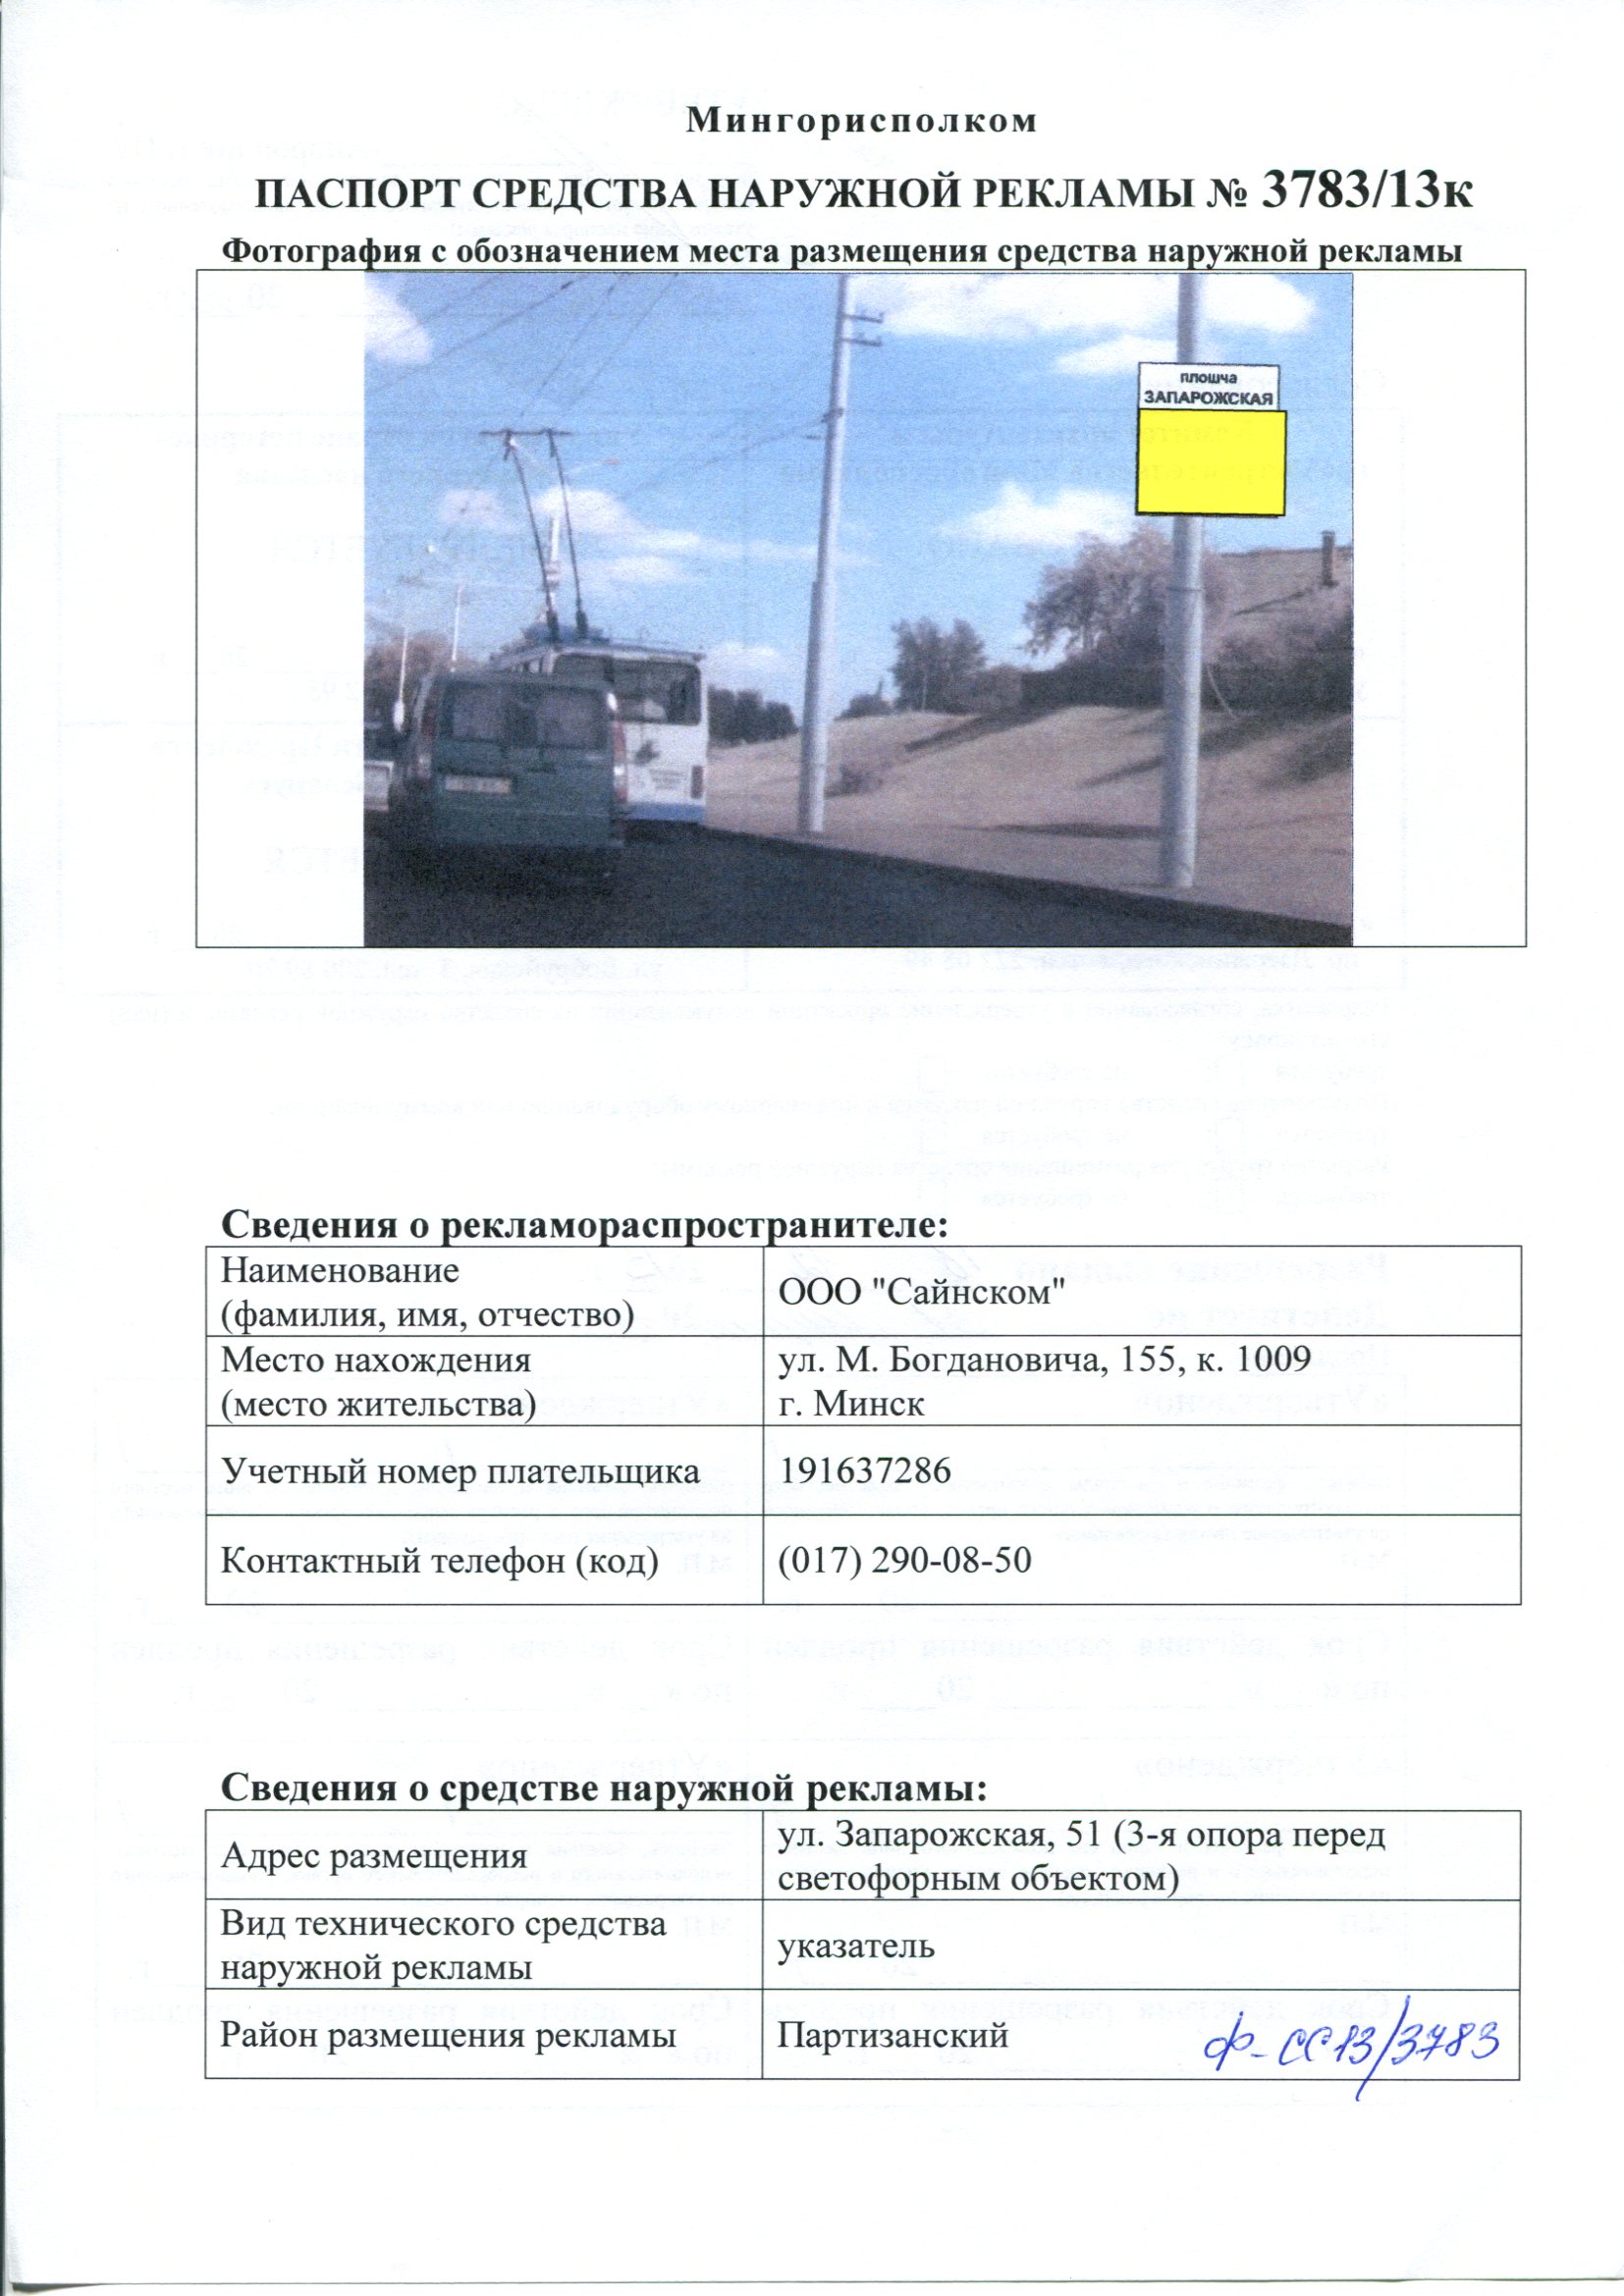 Мингорисполком
ПАСПОРТ СРЕДСТВА НАРУЖНОЙ РЕКЛАМЫ № 3783/13к
Фотография с обозначением места размещения средства наружной рекламы
плошча
ЗАПАРОЖСКАЯ
Сведения о рекламораспространителе:
Наименование
(фамилия, имя, отчество)
ООО "Сайнском"
Место нахождения
(место жительства)
ул. М. Богдановича, 155, к. 1009
г. Минск
Учетный номер плательщика
191637286
Контактный телефон (код)
(017) 290-08-50
Сведения о средстве наружной рекламы:
Адрес размещения
ул. Запарожская, 51 (3-я опора перед
светофорным объектом)
Вид технического средства
наружной рекламы
указатель
Район размещения рекламы
Партизанский
ф-СС13/3783